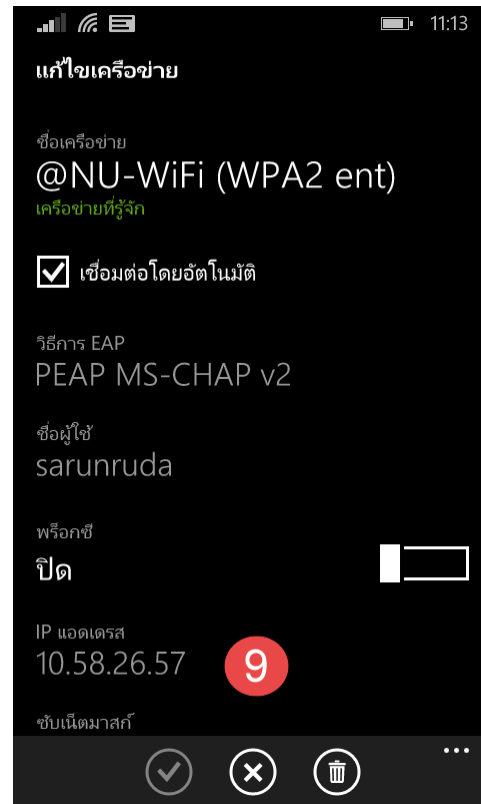 11:13
แก้ไขเครือข่าย
ชื่อเครือข่าย
@NU-WiFi (WPA2 ent)
เครือข่ายที่รู้จัก
เชื่อมต่อโดยอัตโนมัติ
วิธีการ EAP
PEAP MS-CHAP v2
ชื่อผู้ใช้
sarunruda
พร็อกซี
ปิด
IP แอดเดรส
10.58.26.57
9
ซับเน็ตมาสก์